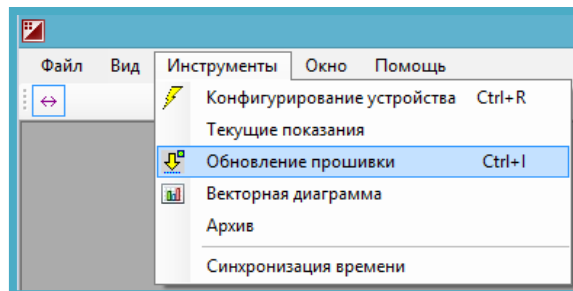 Файл Вид Инструменты Окно Помощь
Конфигурирование устройства Ctrl+R
Текущие показания
Обновление прошивки Ctrl+I
Векторная диаграмма
Архив
Синхронизация времени